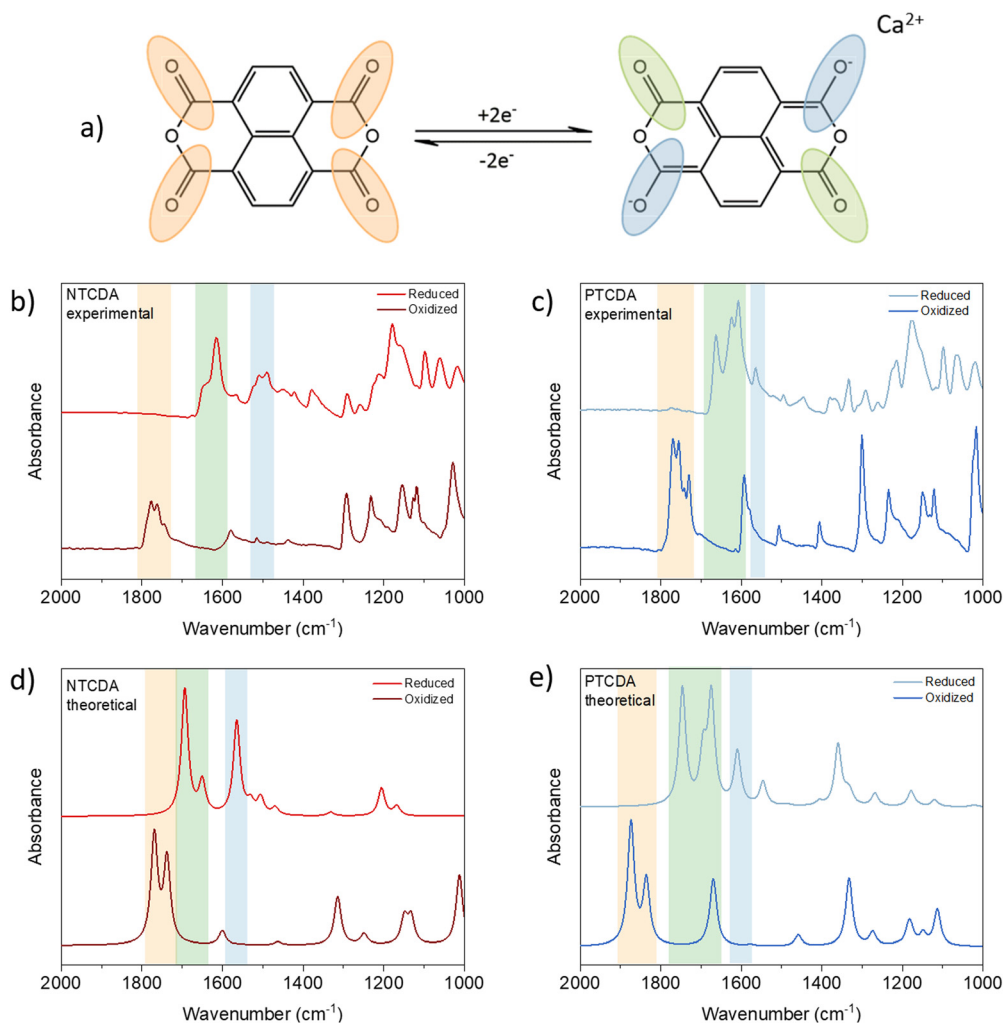 Ca2+
O
O
O
O-
a)
O
O
+2e-
-2e-
O
O
O
O
-O
O
b)
NTCDA
experimental
Reduced
Oxidized
Absorbance
2000 1800 1600 1400 1200 1000
Wavenumber (cm-1)
c)
PTCDA
experimental
Reduced
Oxidized
Absorbance
2000 1800 1600 1400 1200 1000
Wavenumber (cm-1)
d)
NTCDA
theoretical
Reduced
Oxidized
Absorbance
2000 1800 1600 1400 1200 1000
Wavenumber (cm-1)
e)
PTCDA
theoretical
Reduced
Oxidized
Absorbance
2000 1800 1600 1400 1200 1000
Wavenumber (cm-1)